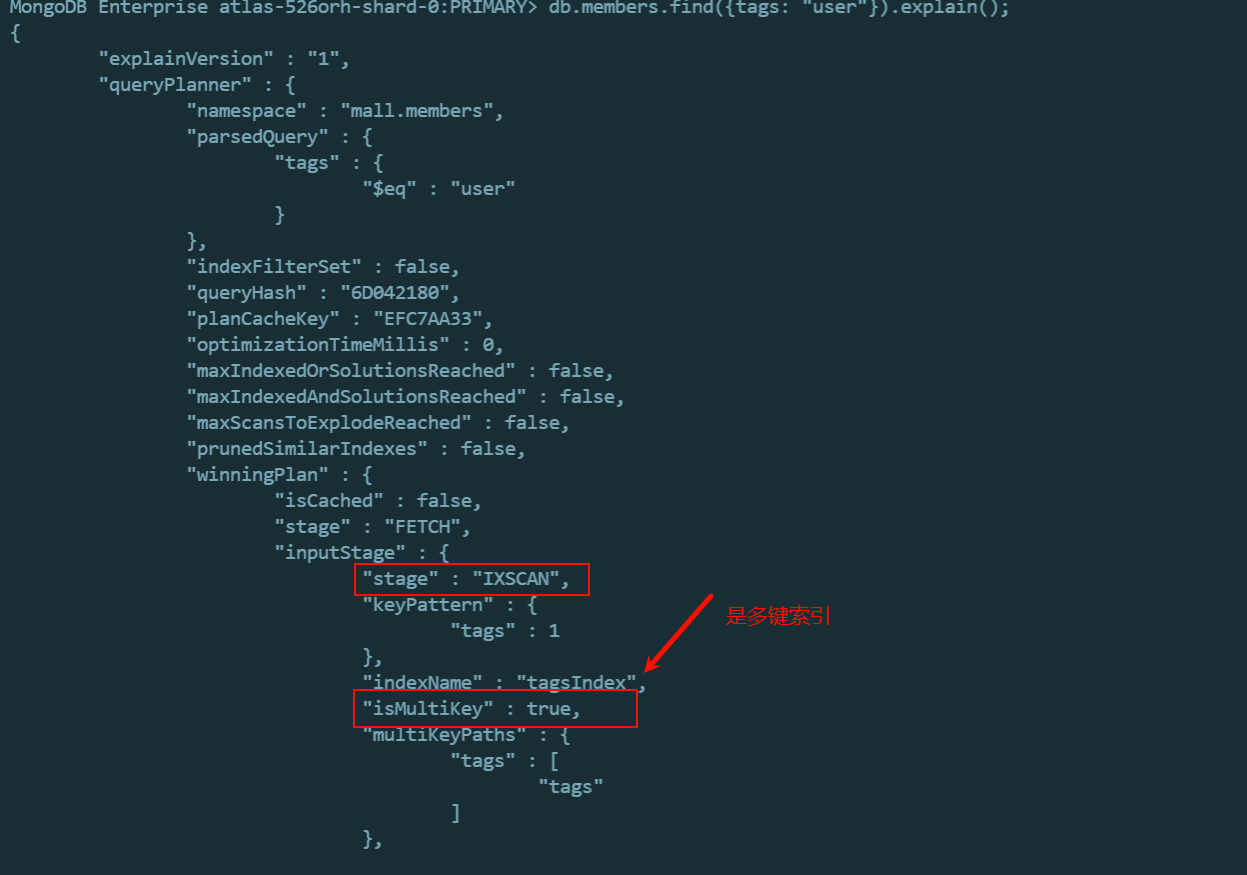 MongoDB Enterprise atlas-526orh-shard-0:PRIMARY> db.members.find({tags: "user"}).explain();
{
"explainVersion" : "1",
"queryPlanner" : {
"namespace" : "mall.members",
"parsedQuery" : {
"tags" : {
"$eq" : "user"
}
},
"indexFilterSet" : false,
"queryHash" : "6D042180",
"planCacheKey" : "EFC7AA33",
"optimizationTimeMillis" : 0,
"maxIndexedOrSolutionsReached" : false,
"maxIndexedAndSolutionsReached" : false,
"maxScansToExplodeReached" : false,
"prunedSimilarIndexes" : false,
"winningPlan" : {
"isCached" : false,
"stage" : "FETCH",
"inputStage" : {
"stage" : "IXSCAN",
"keyPattern" : {
是多键索引
"tags" : 1
},
"indexName" : "tagsIndex",
"isMultiKey" : true,
"multiKeyPaths" : {
"tags" : [
"tags"
]
},